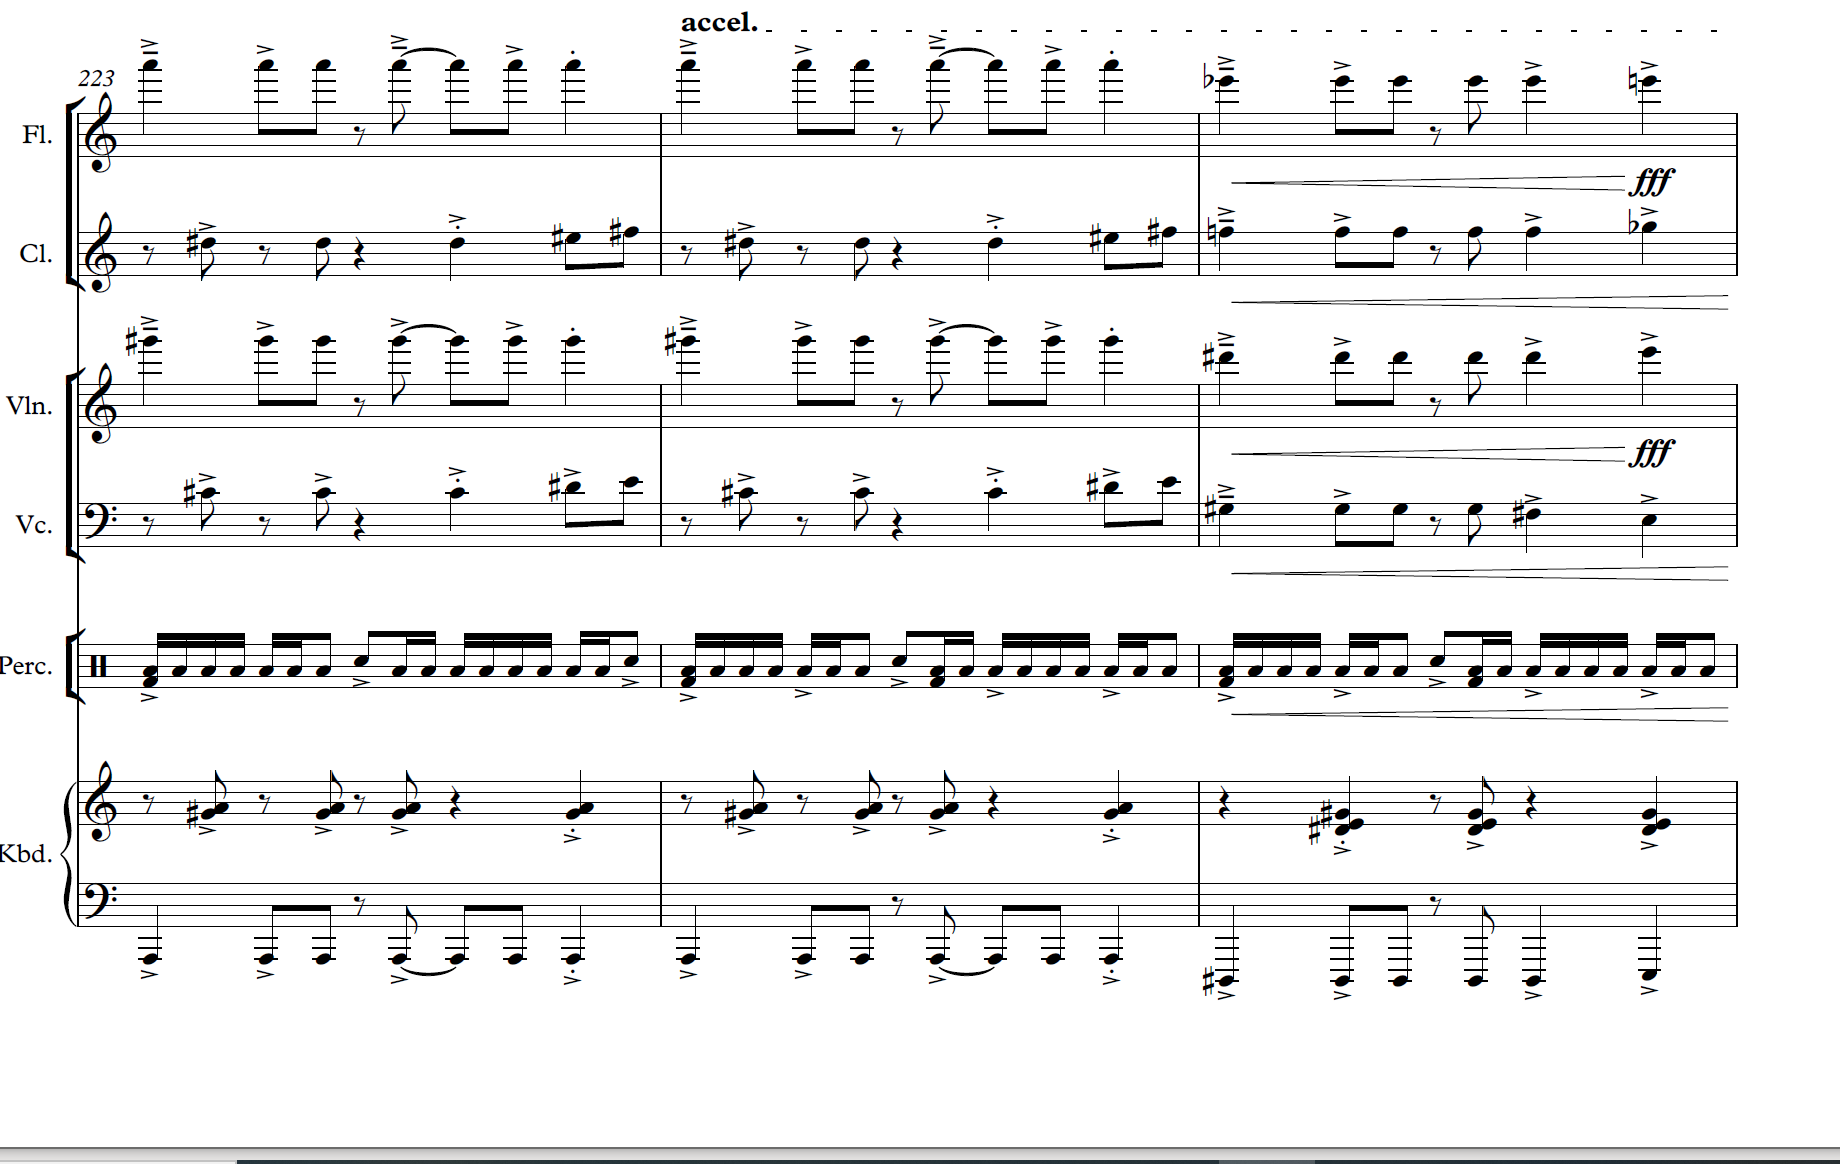 accel.
223
Fl.
fff
Cl.
Vln.
fff
Vc.
Perc.
Kbd.